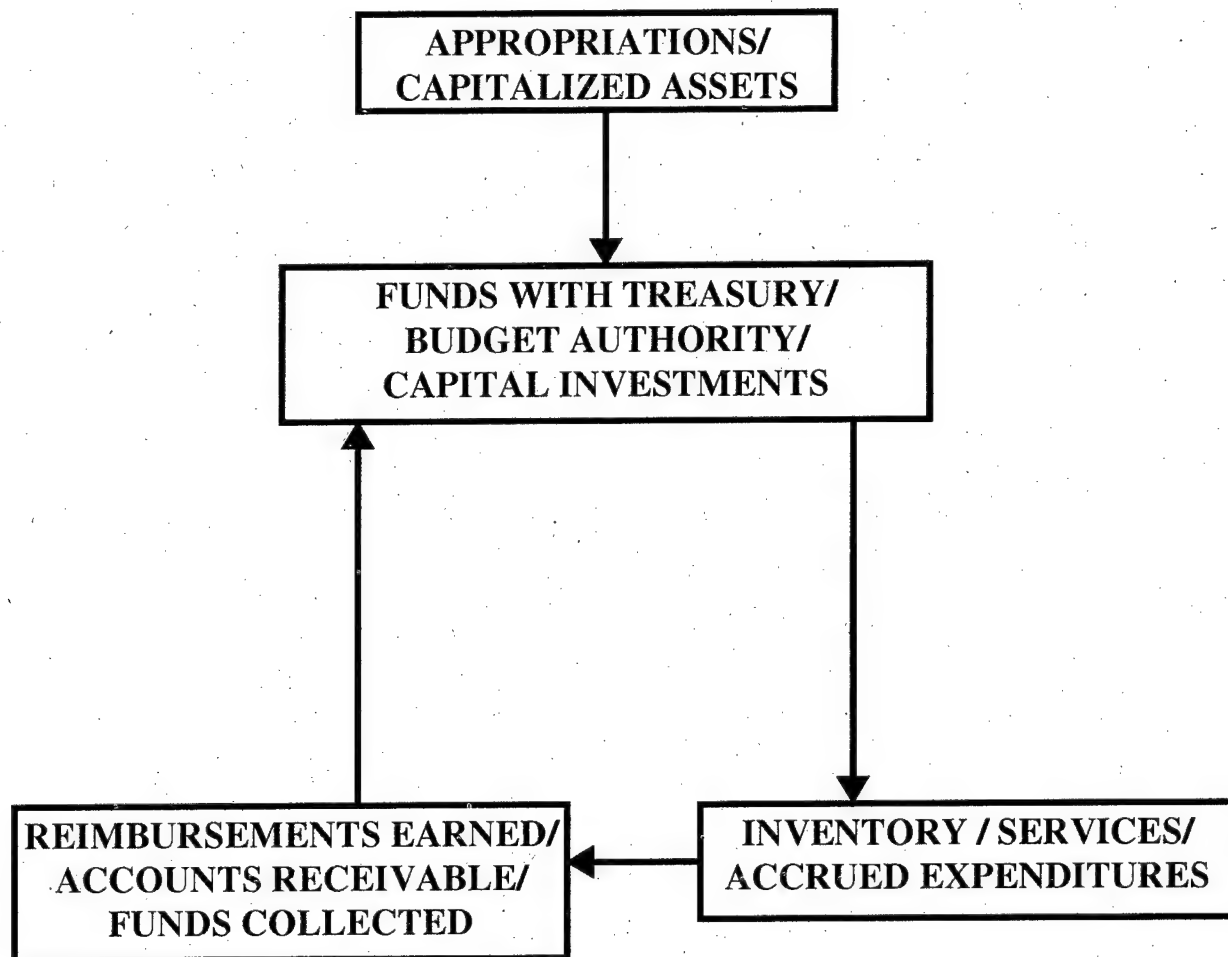 APPROPRIATIONS/
CAPITALIZED ASSETS
FUNDS WITH TREASURY/
BUDGET AUTHORITY/
CAPITAL INVESTMENTS
REIMBURSEMENTS EARNED/
ACCOUNTS RECEIVABLE/
FUNDS COLLECTED
INVENTORY / SERVICES/
ACCRUED EXPENDITURES